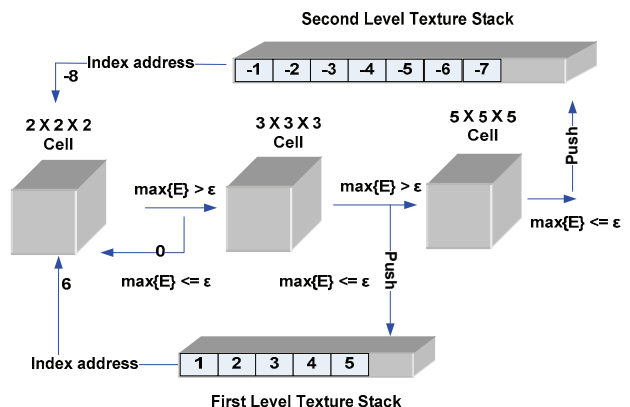 Second Level Texture Stack
Index address
-1 -2 -3 -4 -5 -6 -7
-8
2 X 2 X 2
Cell
3 X 3 X 3
Cell
5 X 5 X 5
Cell
Push
max{E} > ε
max{E} > ε
max{E} <= ε
0
max{E} <= ε
max{E} <= ε
Push
6
Index address
1 2 3 4 5
First Level Texture Stack